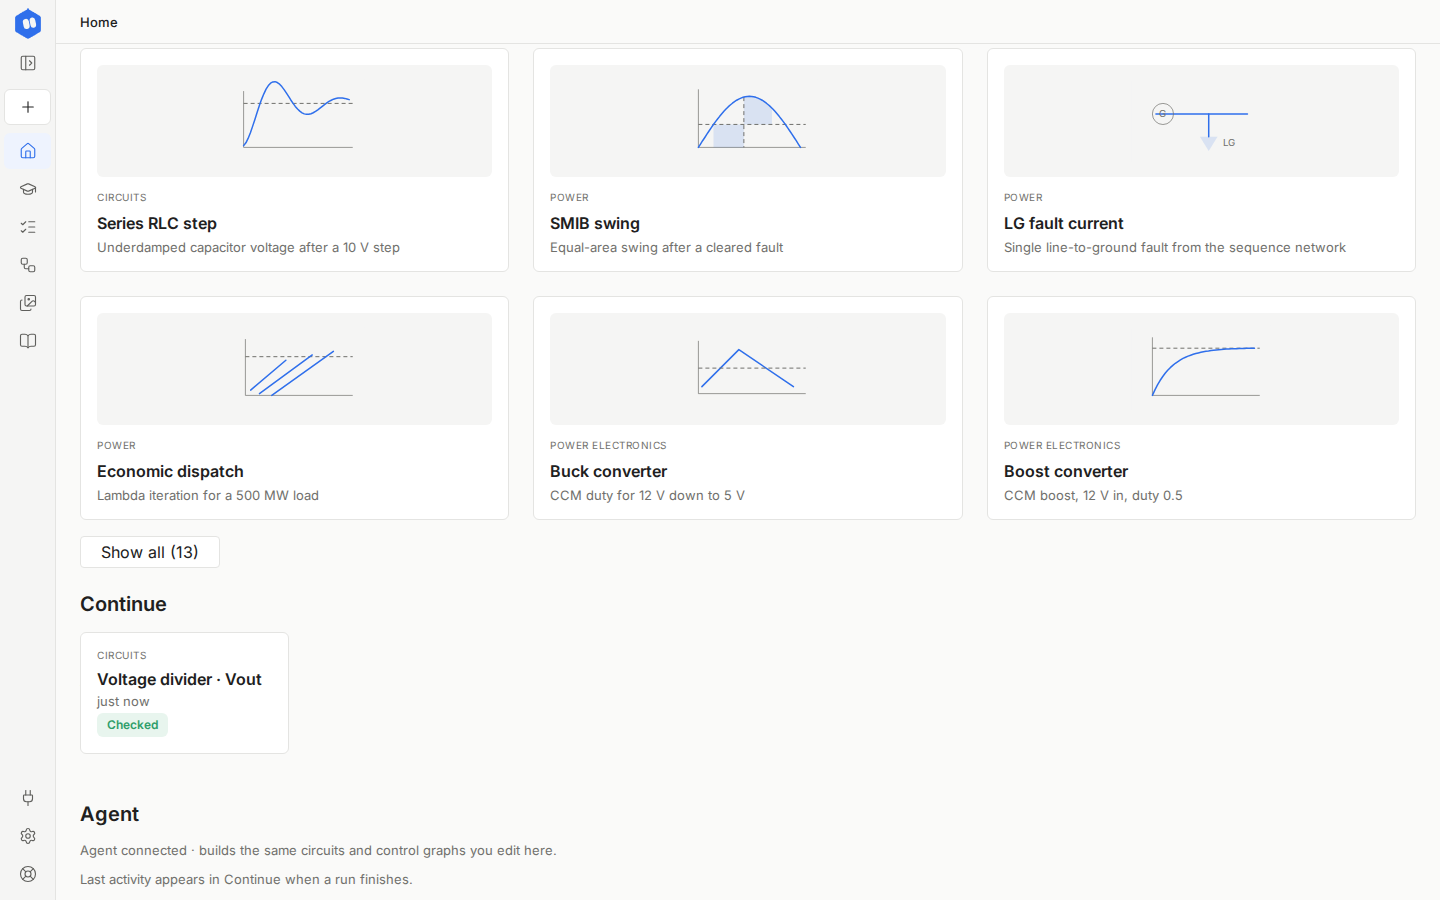 Home
CIRCUITS
Series RLC step
Underdamped capacitor voltage after a 10 V step
POWER
SMIB swing
Equal-area swing after a cleared fault
G
LG
POWER
LG fault current
Single line-to-ground fault from the sequence network
POWER
Economic dispatch
Lambda iteration for a 500 MW load
POWER ELECTRONICS
Buck converter
CCM duty for 12 V down to 5 V
POWER ELECTRONICS
Boost converter
CCM boost, 12 V in, duty 0.5
Show all (13)
Continue
CIRCUITS
Voltage divider · Vout
just now
Checked
Agent
Agent connected · builds the same circuits and control graphs you edit here.
Last activity appears in Continue when a run finishes.